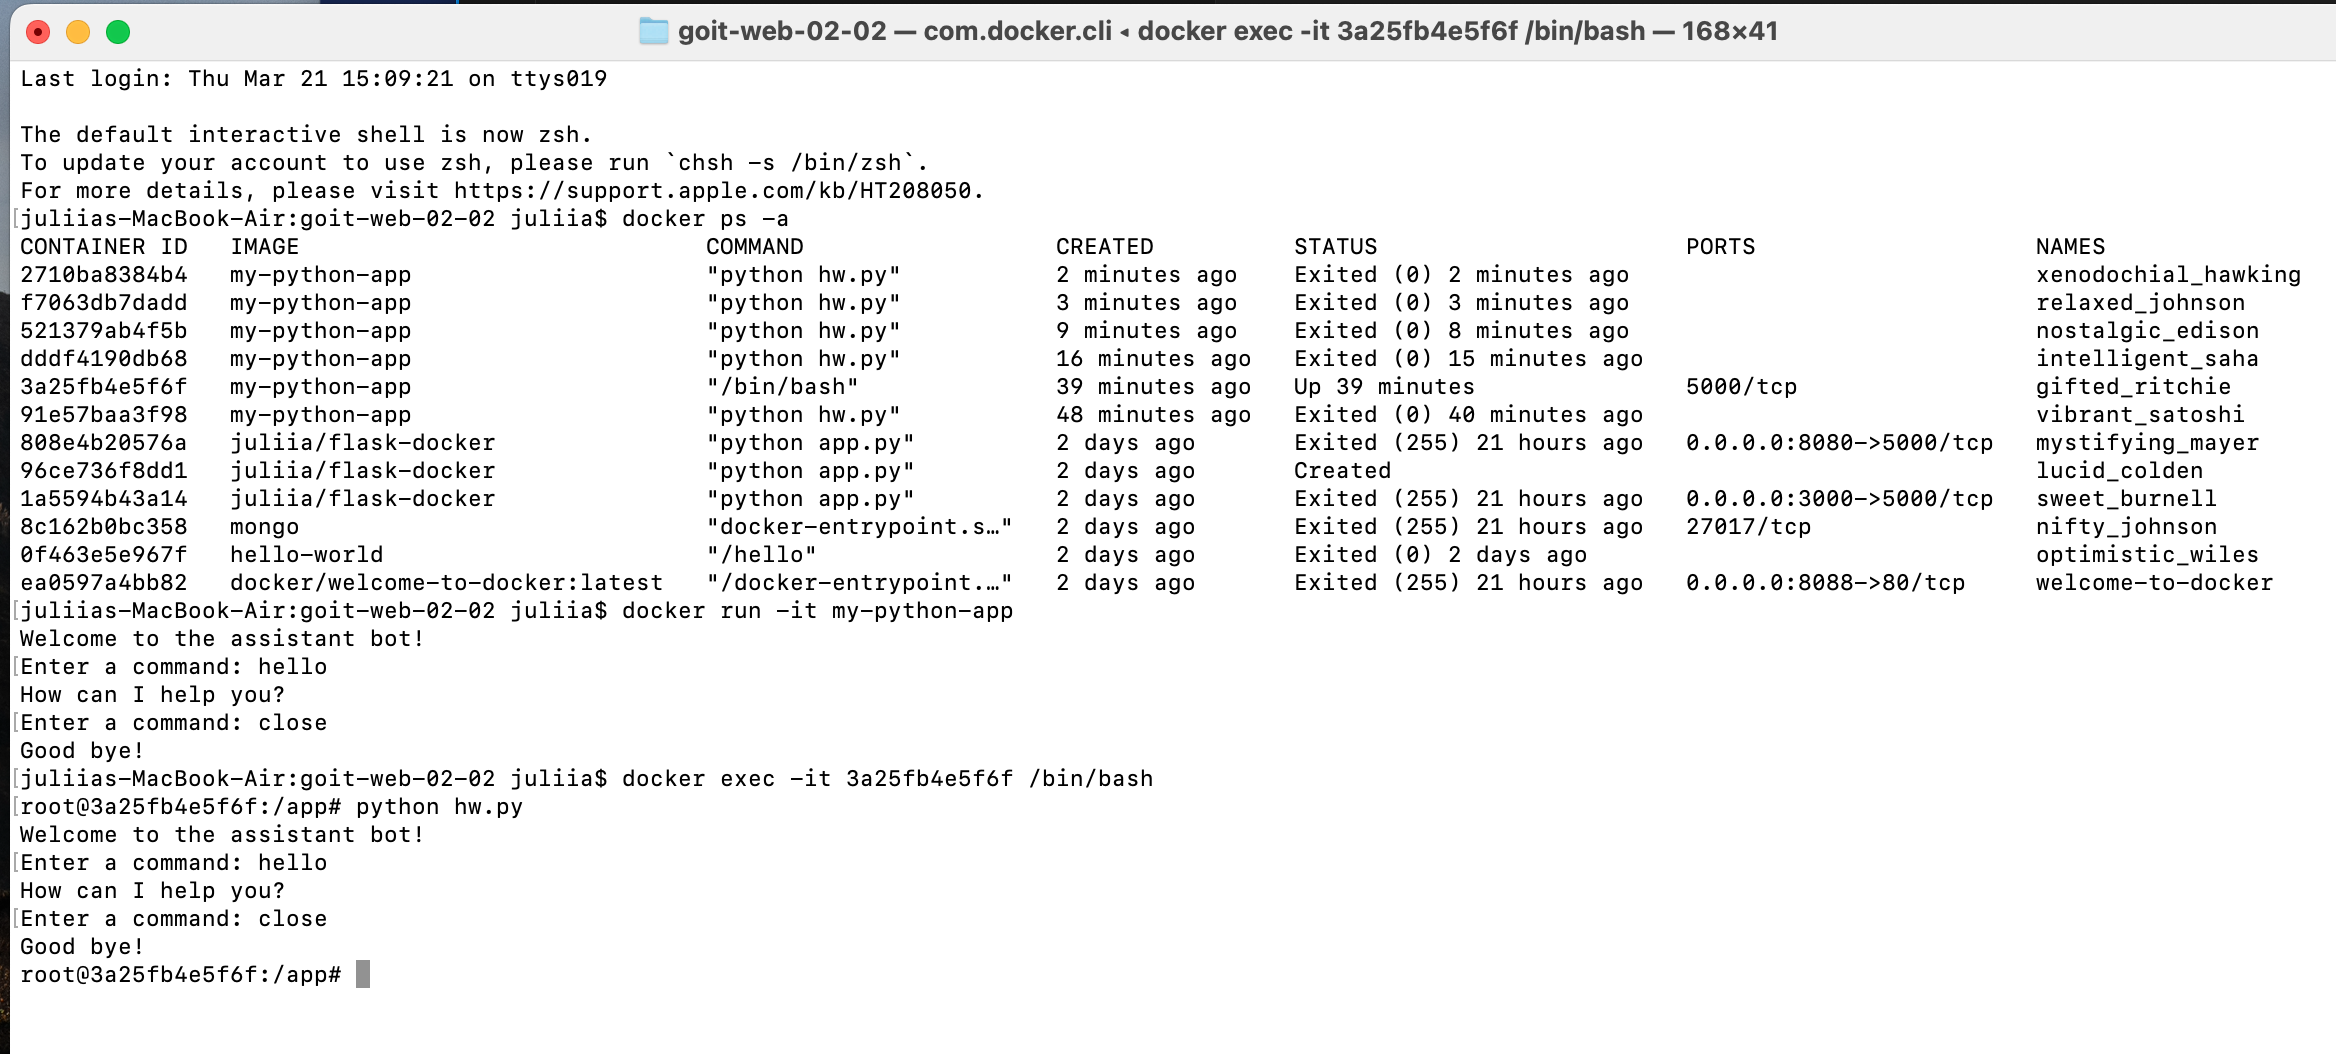 goit-web-02-02 — com.docker.cli ◂ docker exec -it 3a25fb4e5f6f /bin/bash — 168×41
Last login: Thu Mar 21 15:09:21 on ttys019
The default interactive shell is now zsh.
To update your account to use zsh, please run `chsh -s /bin/zsh`.
For more details, please visit https://support.apple.com/kb/HT208050.
[juliias-MacBook-Air:goit-web-02-02 juliia$ docker ps -a
CONTAINER ID   IMAGE                             COMMAND                  CREATED          STATUS                      PORTS                    NAMES
2710ba8384b4   my-python-app                     "python hw.py"           2 minutes ago    Exited (0) 2 minutes ago                             xenodochial_hawking
f7063db7dadd   my-python-app                     "python hw.py"           3 minutes ago    Exited (0) 3 minutes ago                             relaxed_johnson
521379ab4f5b   my-python-app                     "python hw.py"           9 minutes ago    Exited (0) 8 minutes ago                             nostalgic_edison
dddf4190db68   my-python-app                     "python hw.py"           16 minutes ago   Exited (0) 15 minutes ago                            intelligent_saha
3a25fb4e5f6f   my-python-app                     "/bin/bash"              39 minutes ago   Up 39 minutes               5000/tcp                 gifted_ritchie
91e57baa3f98   my-python-app                     "python hw.py"           48 minutes ago   Exited (0) 40 minutes ago                            vibrant_satoshi
808e4b20576a   juliia/flask-docker               "python app.py"          2 days ago       Exited (255) 21 hours ago   0.0.0.0:8080->5000/tcp   mystifying_mayer
96ce736f8dd1   juliia/flask-docker               "python app.py"          2 days ago       Created                                              lucid_colden
1a5594b43a14   juliia/flask-docker               "python app.py"          2 days ago       Exited (255) 21 hours ago   0.0.0.0:3000->5000/tcp   sweet_burnell
8c162b0bc358   mongo                             "docker-entrypoint.s…"   2 days ago       Exited (255) 21 hours ago   27017/tcp                nifty_johnson
0f463e5e967f   hello-world                       "/hello"                 2 days ago       Exited (0) 2 days ago                                optimistic_wiles
ea0597a4bb82   docker/welcome-to-docker:latest   "/docker-entrypoint.…"   2 days ago       Exited (255) 21 hours ago   0.0.0.0:8088->80/tcp     welcome-to-docker
[juliias-MacBook-Air:goit-web-02-02 juliia$ docker run -it my-python-app
Welcome to the assistant bot!
[Enter a command: hello
How can I help you?
[Enter a command: close
Good bye!
[juliias-MacBook-Air:goit-web-02-02 juliia$ docker exec -it 3a25fb4e5f6f /bin/bash
[root@3a25fb4e5f6f:/app# python hw.py
Welcome to the assistant bot!
[Enter a command: hello
How can I help you?
[Enter a command: close
Good bye!
root@3a25fb4e5f6f:/app#